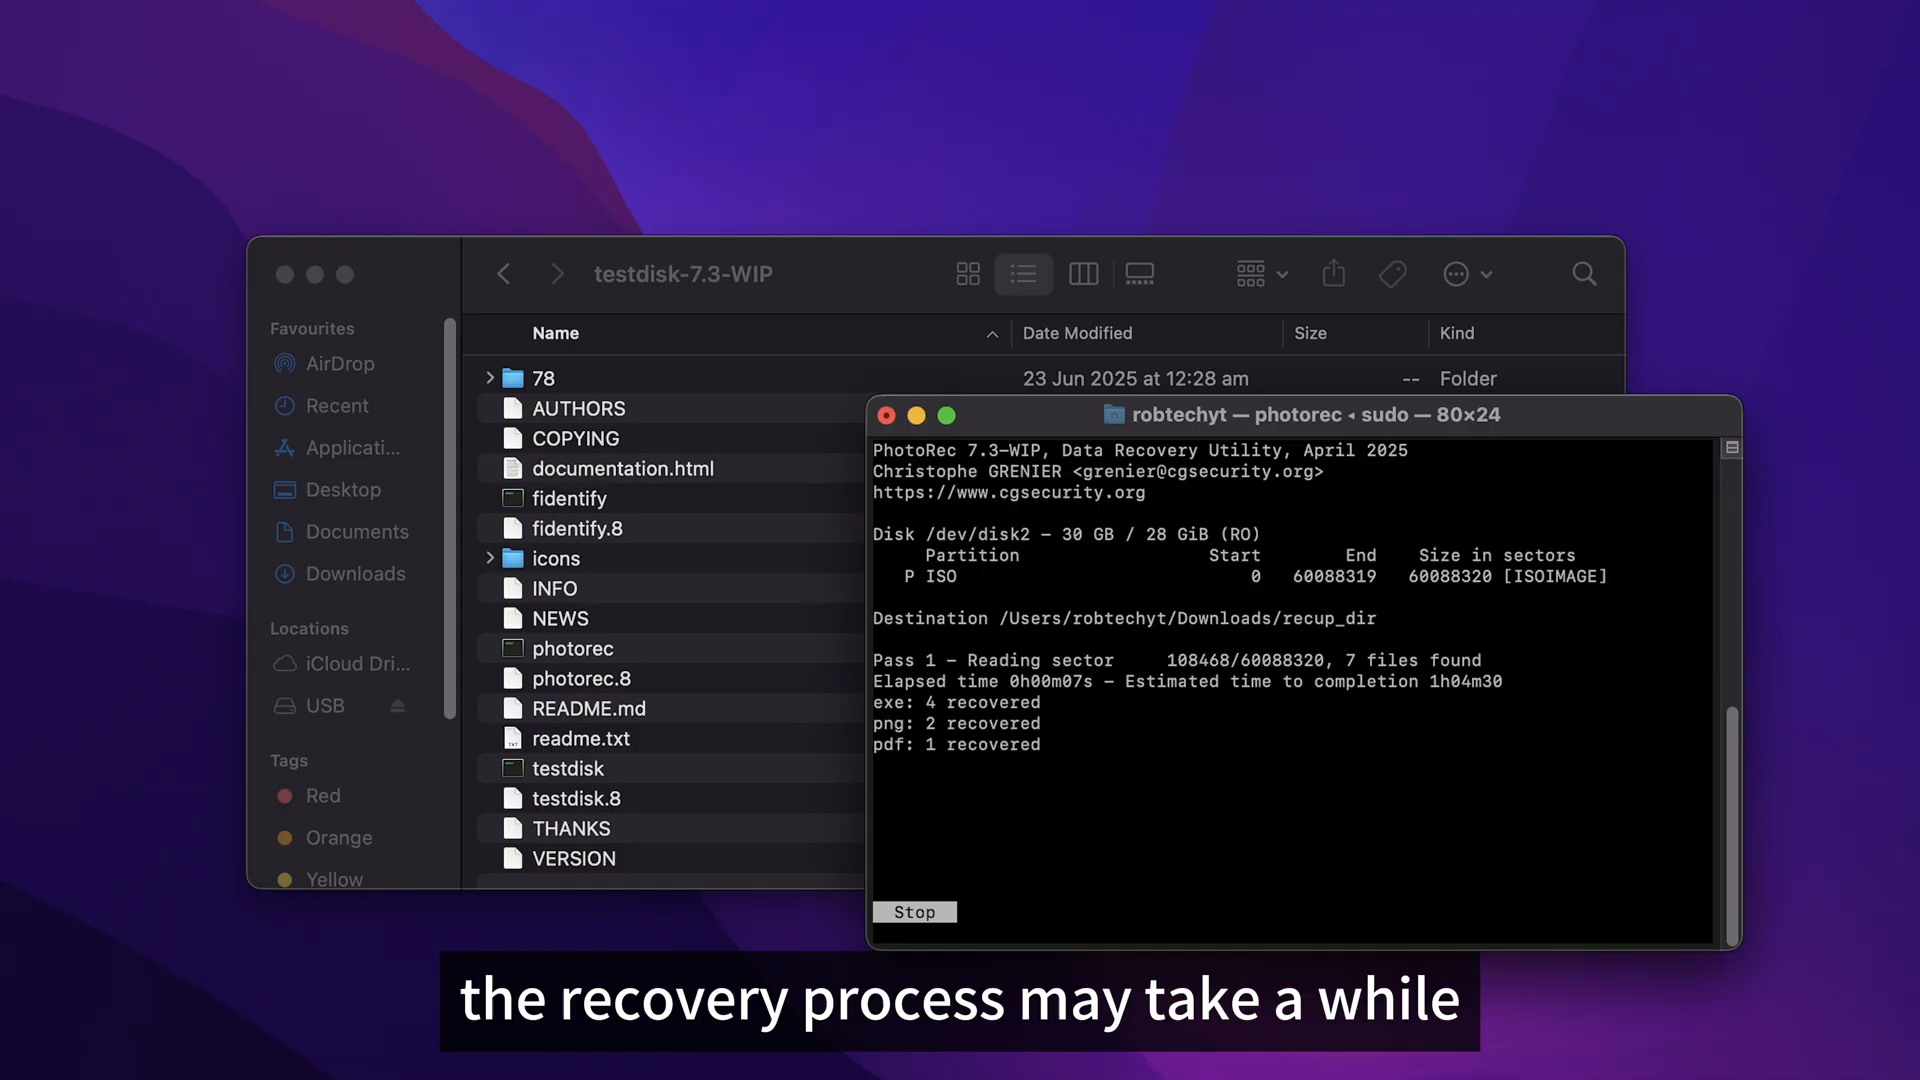 testdisk-7.3-WIP
Favourites
AirDrop
Recent
Applicati...
Desktop
Documents
Downloads
Locations
iCloud Dri...
USB
Tags
Red
Orange
Yellow
Name Date Modified Size Kind
78 23 Jun 2025 at 12:28 am -- Folder
AUTHORS
COPYING
documentation.html
fidentify
fidentify.8
icons
INFO
NEWS
photorec
photorec.8
README.md
readme.txt
testdisk
testdisk.8
THANKS
VERSION
robtechyt — photorec ◂ sudo — 80×24
PhotoRec 7.3-WIP, Data Recovery Utility, April 2025
Christophe GRENIER <grenier@cgsecurity.org>
https://www.cgsecurity.org
Disk /dev/disk2 - 30 GB / 28 GiB (RO)
Partition Start End Size in sectors
P ISO 0 60088319 60088320 [ISOIMAGE]
Destination /Users/robtechyt/Downloads/recup_dir
Pass 1 - Reading sector 108468/60088320, 7 files found
Elapsed time 0h00m07s - Estimated time to completion 1h04m30
exe: 4 recovered
png: 2 recovered
pdf: 1 recovered
Stop
the recovery process may take a while